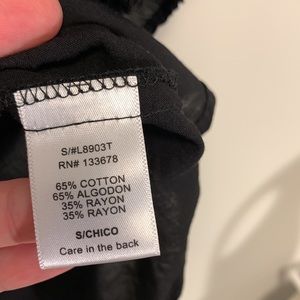 S/#L8903T
RN# 133678
65% COTTON
65% ALGODON
35% RAYON
35% RAYON
S/CHICO
Care in the back